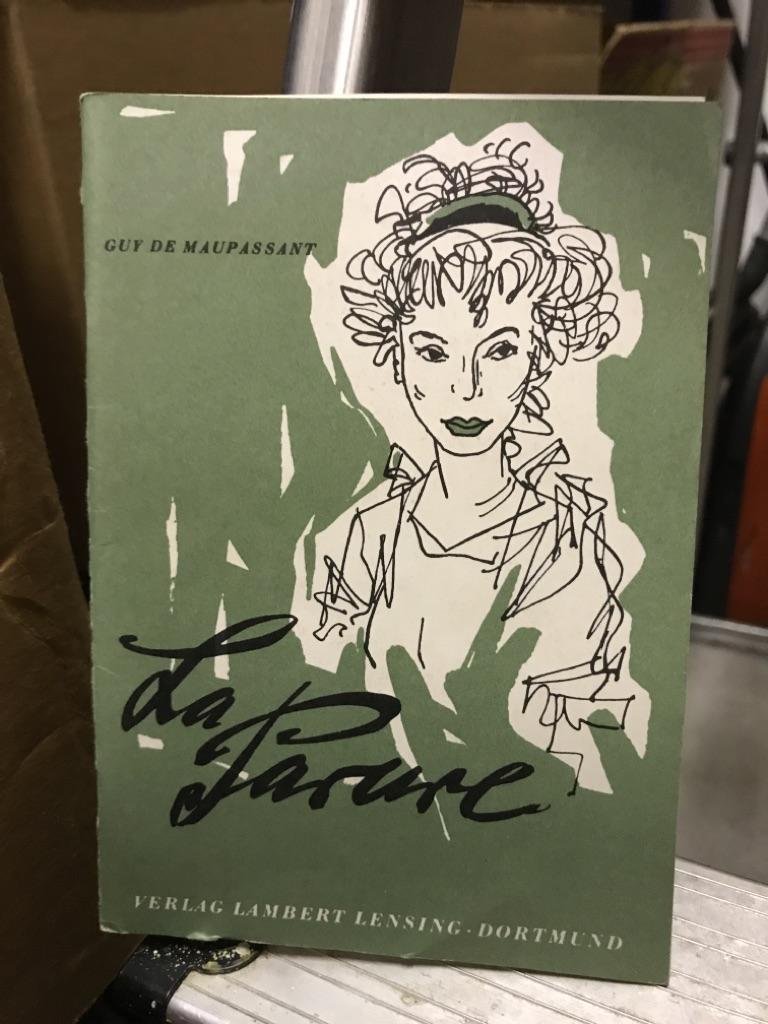 GUY DE MAUPASSANT
La
Parure
VERLAG LAMBERT LENSING · DORTMUND